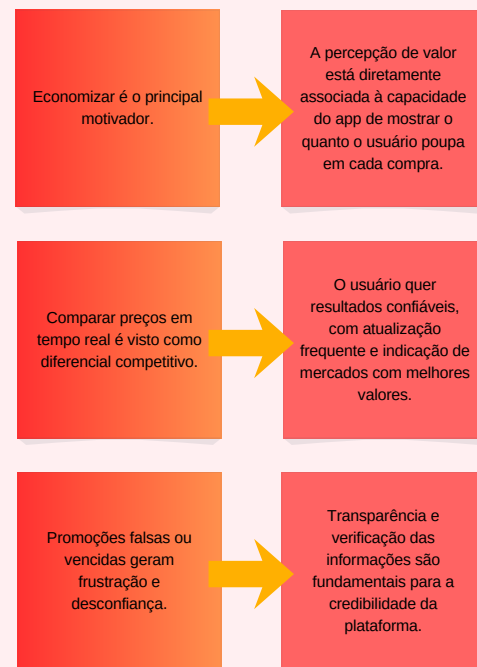 Economizar é o principal
motivador.
A percepção de valor
está diretamente
associada à capacidade
do app de mostrar o
quanto o usuário poupa
em cada compra.
Comparar preços em
tempo real é visto como
diferencial competitivo.
O usuário quer
resultados confiáveis,
com atualização
frequente e indicação de
mercados com melhores
valores.
Promoções falsas ou
vencidas geram
frustração e
desconfiança.
Transparência e
verificação das
informações são
fundamentais para a
credibilidade da
plataforma.